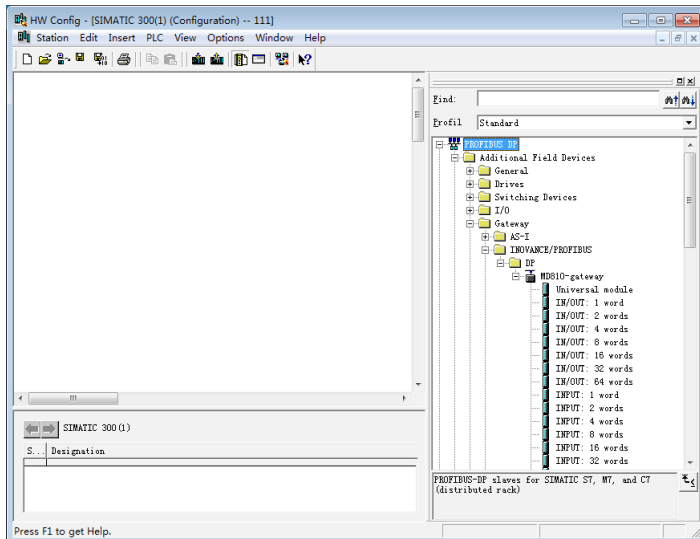 HW Config - [SIMATIC 300(1) (Configuration) -- 111]
Station Edit Insert PLC View Options Window Help
Find:
Profil Standard
PROFIBUS DP
Additional Field Devices
General
Drives
Switching Devices
I/O
Gateway
AS-I
INOVANCE/PROFIBUS
DP
MD810-gateway
Universal module
IN/OUT: 1 word
IN/OUT: 2 words
IN/OUT: 4 words
IN/OUT: 8 words
IN/OUT: 16 words
IN/OUT: 32 words
IN/OUT: 64 words
INPUT: 1 word
INPUT: 2 words
INPUT: 4 words
INPUT: 8 words
INPUT: 16 words
INPUT: 32 words
SIMATIC 300(1)
S... Designation
PROFIBUS-DP slaves for SIMATIC S7, M7, and C7
(distributed rack)
Press F1 to get Help.